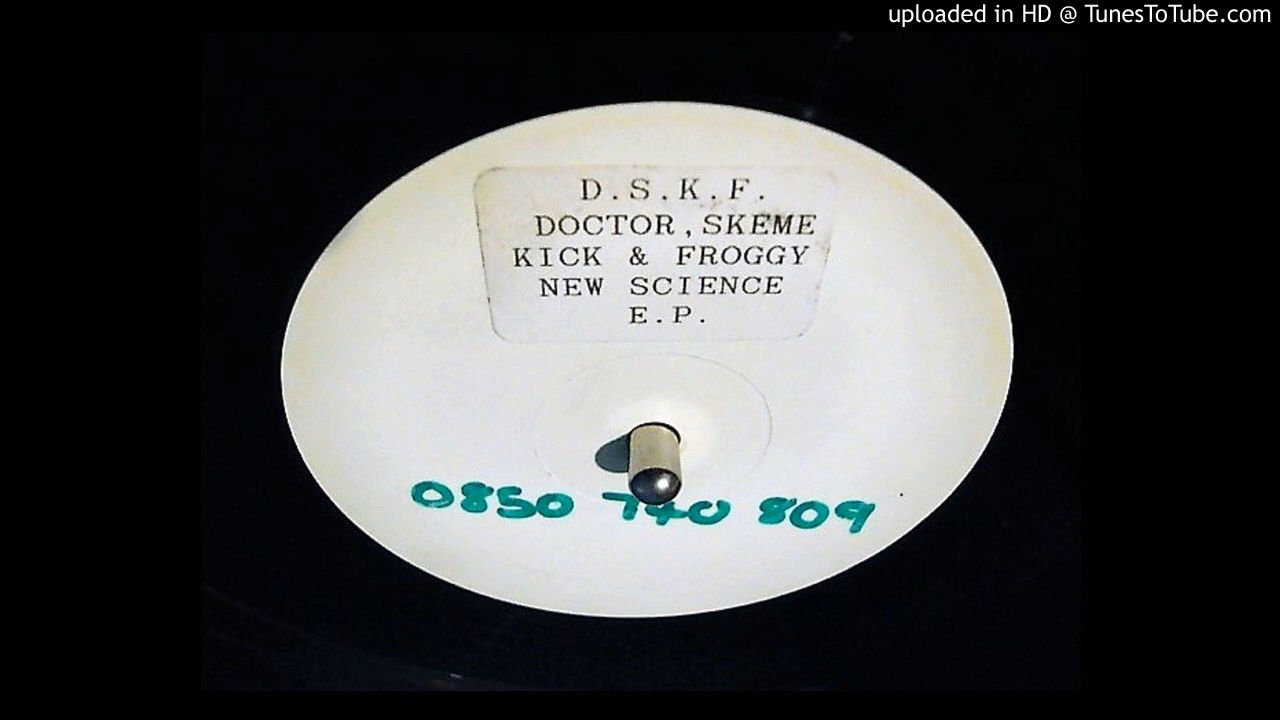 uploaded in HD @ TunesToTube.com
D.S.K.F.
DOCTOR,SKEME
KICK & FROGGY
NEW SCIENCE
E.P.
0850 740 809